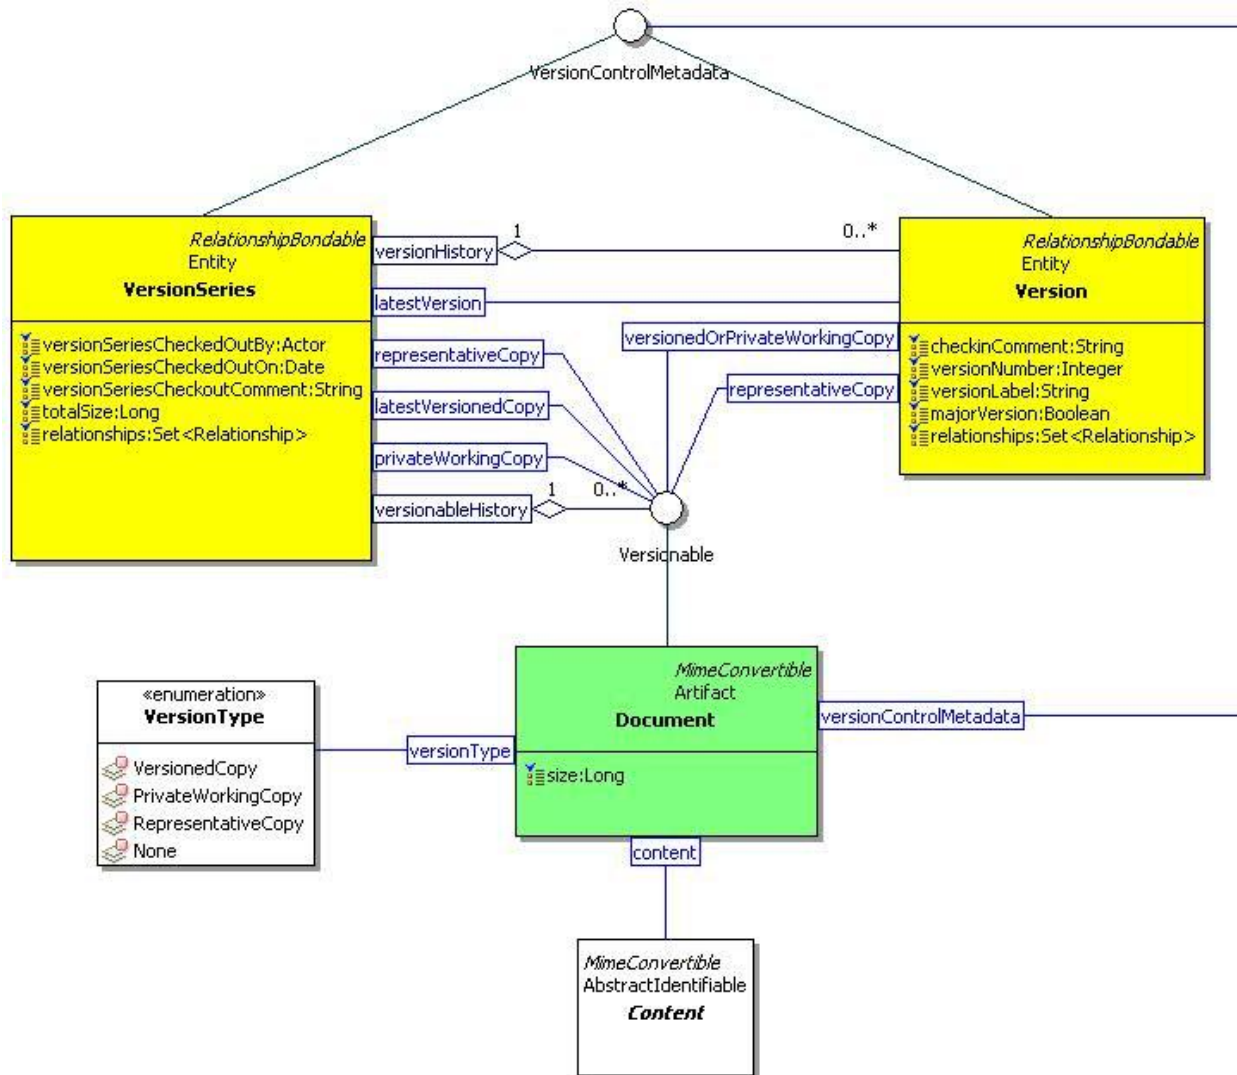 VersionControlMetadata
RelationshipBondable
Entity
VersionSeries
versionSeriesCheckedOutBy:Actor
versionSeriesCheckedOutOn:Date
versionSeriesCheckoutComment:String
totalSize:Long
relationships:Set<Relationship>
versionHistory
1
0..*
latestVersion
representativeCopy
latestVersionedCopy
privateWorkingCopy
versionableHistory
1
0..*
versionedOrPrivateWorkingCopy
representativeCopy
RelationshipBondable
Entity
Version
checkinComment:String
versionNumber:Integer
versionLabel:String
majorVersion:Boolean
relationships:Set<Relationship>
Versionable
«enumeration»
VersionType
VersionedCopy
PrivateWorkingCopy
RepresentativeCopy
None
versionType
MimeConvertible
Artifact
Document
size:Long
versionControlMetadata
content
MimeConvertible
AbstractIdentifiable
Content